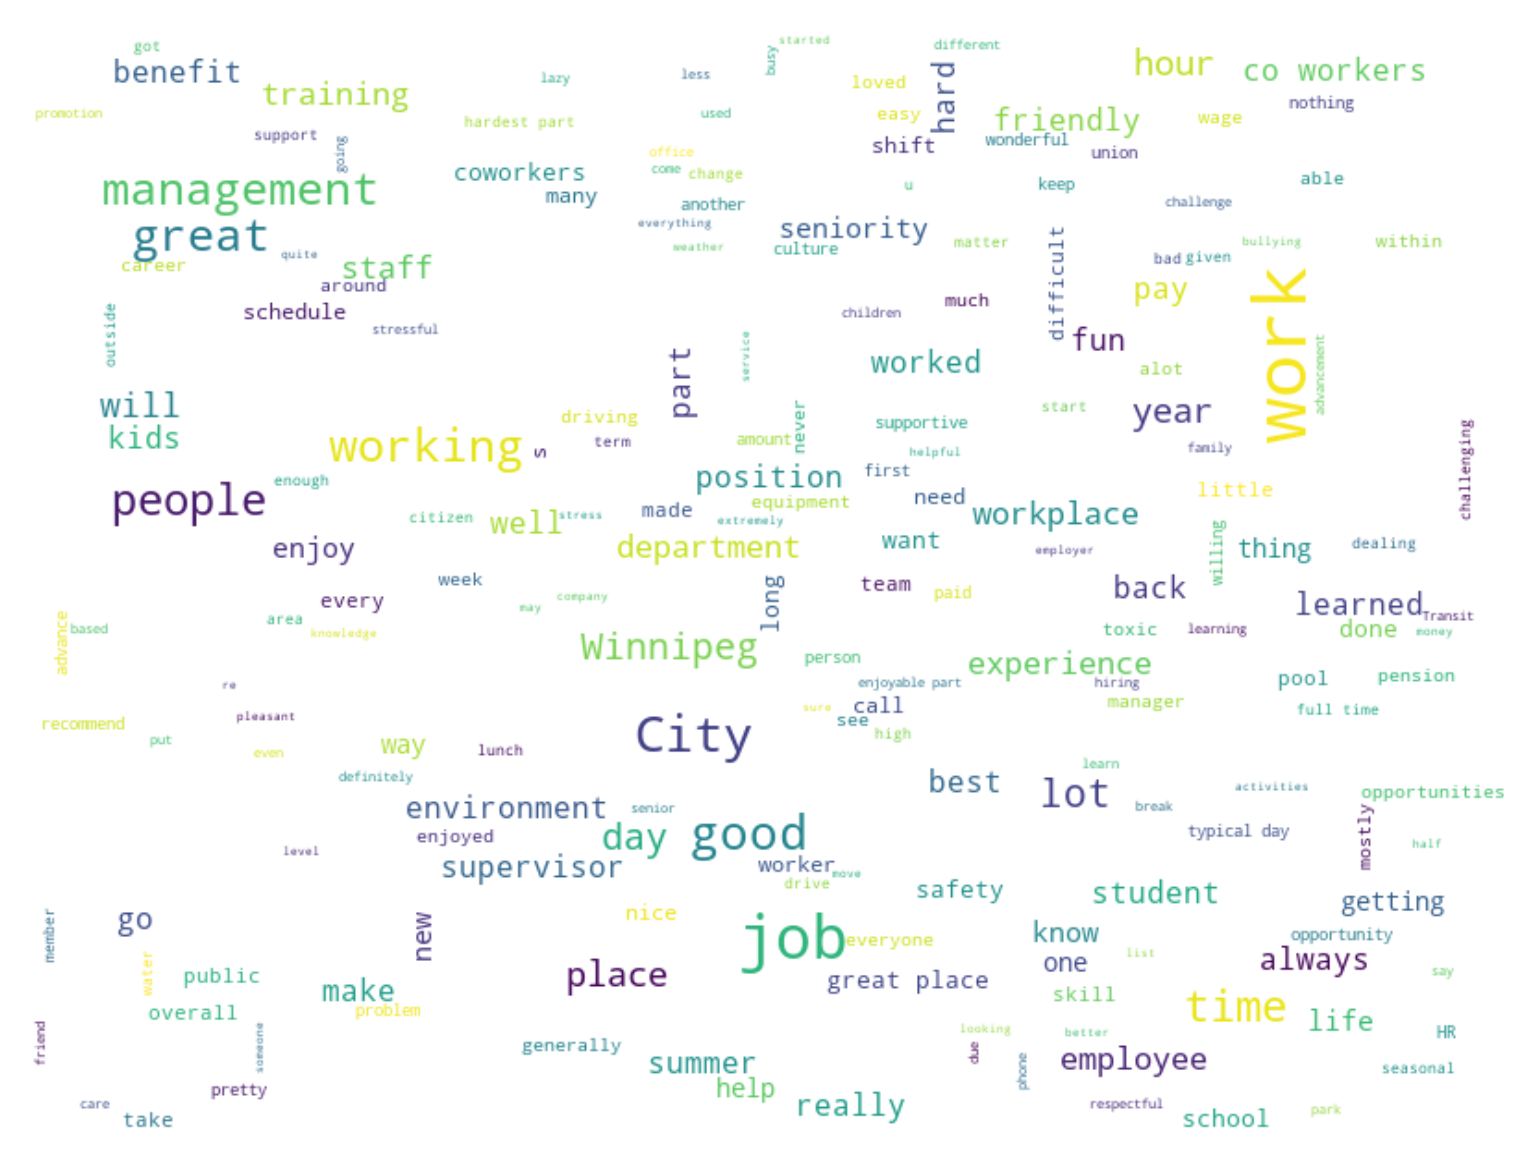 got
benefit
training
promotion
support
going
management
great
quite
career
staff
around
schedule
stressful
outside
lazy
less
busy
started
different
hardest part
used
office
come
change
coworkers
many
another
everything
weather
loved
easy
hard
shift
hour
co workers
nothing
friendly
wage
wonderful
union
u
keep
able
challenge
seniority
culture
matter
difficult
bad
given
bullying
within
pay
work
advancement
children
much
fun
service
part
worked
alot
will
kids
driving
working
s
term
amount
never
start
supportive
year
helpful
family
challenging
people
enough
position
first
need
little
equipment
citizen
well
stress
made
extremely
workplace
enjoy
department
want
employer
willing
thing
dealing
week
long
team
paid
back
every
company
may
learned
Transit
advance
based
area
knowledge
Winnipeg
person
toxic
learning
done
money
experience
re
enjoyable part
hiring
pool
pension
manager
full time
recommend
pleasant
sure
call
see
high
put
even
way
lunch
City
definitely
learn
best
lot
break
activities
opportunities
environment
senior
enjoyed
day
good
typical day
mostly
half
level
supervisor
worker
move
drive
safety
student
getting
member
go
new
nice
job
everyone
know
opportunity
water
public
place
great place
one
list
always
say
make
skill
time
overall
problem
life
friend
someone
generally
looking
better
HR
summer
due
phone
employee
seasonal
pretty
help
care
really
respectful
park
take
school